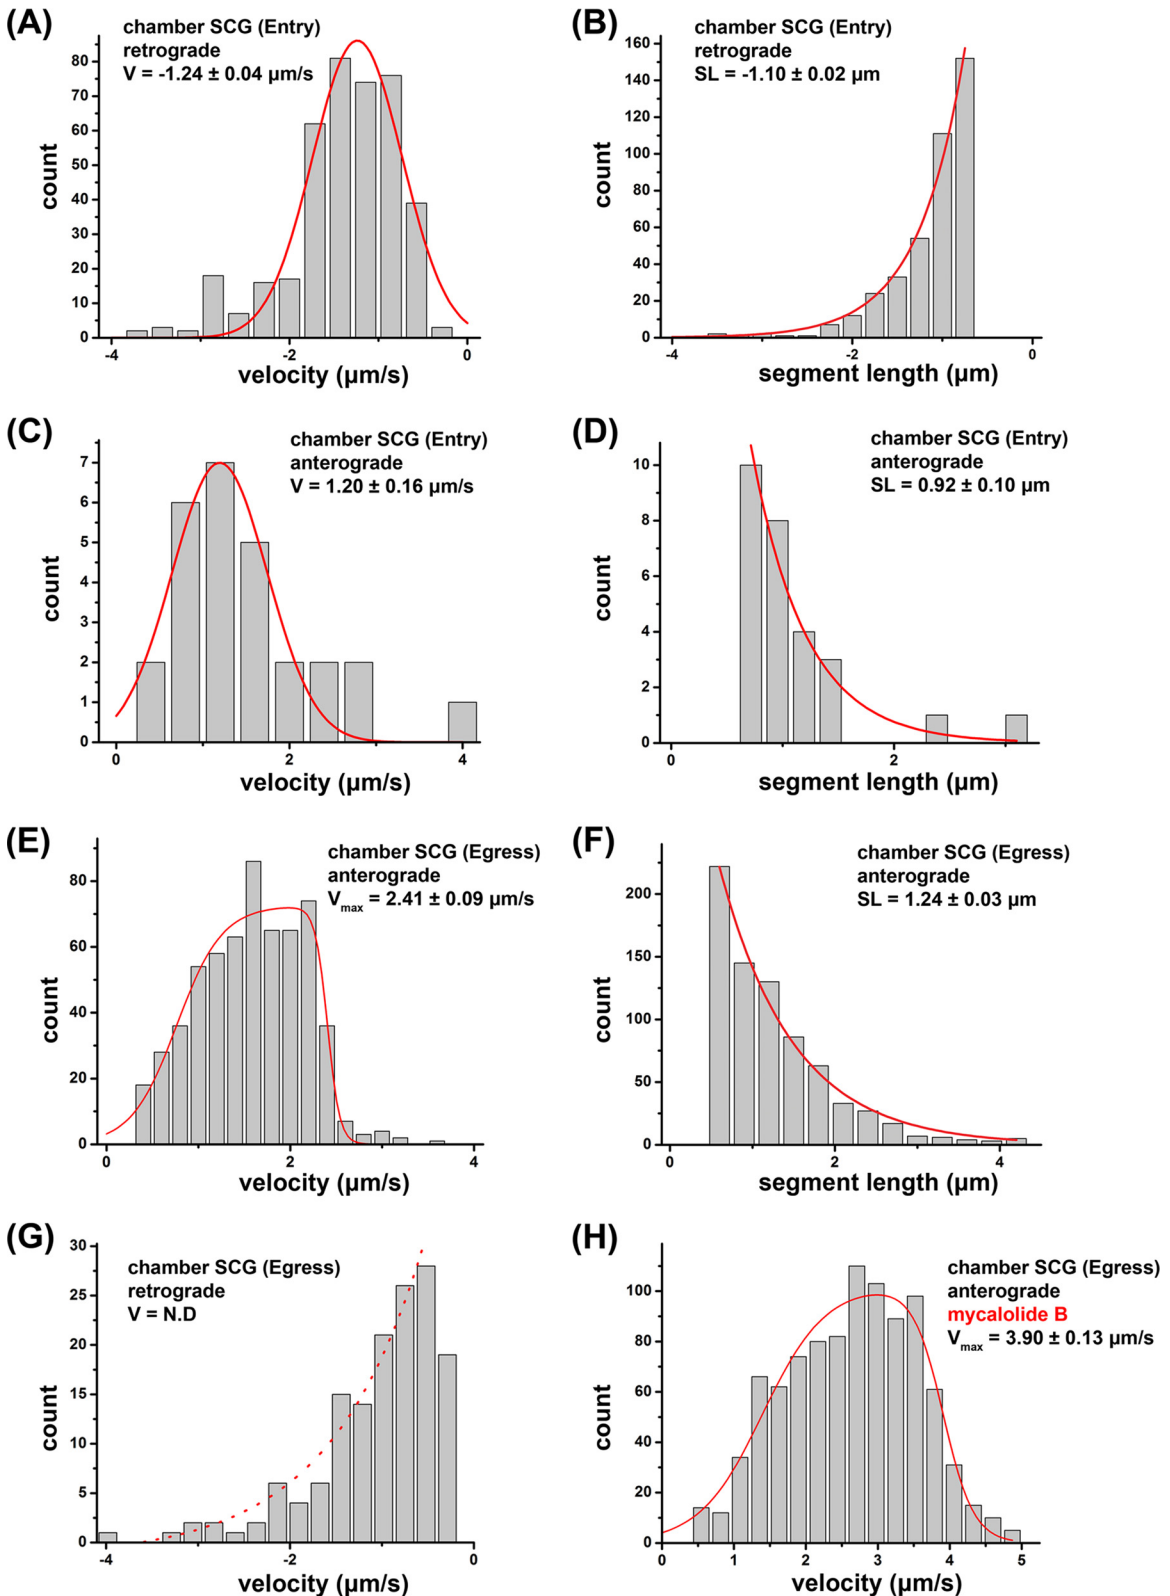 (A)
chamber SCG (Entry)
retrograde
V = -1.24 ± 0.04 µm/s
80
70
60
50
40
30
20
10
0
count
-4
-2
0
velocity (µm/s)
(B)
chamber SCG (Entry)
retrograde
SL = -1.10 ± 0.02 µm
160
140
120
100
80
60
40
20
0
count
-4
-2
0
segment length (µm)
(C)
chamber SCG (Entry)
anterograde
V = 1.20 ± 0.16 µm/s
7
6
5
4
3
2
1
0
count
0
2
4
velocity (µm/s)
(D)
chamber SCG (Entry)
anterograde
SL = 0.92 ± 0.10 µm
10
8
6
4
2
0
count
0
2
segment length (µm)
(E)
chamber SCG (Egress)
anterograde
Vmax = 2.41 ± 0.09 µm/s
80
60
40
20
0
count
0
2
4
velocity (µm/s)
(F)
chamber SCG (Egress)
anterograde
SL = 1.24 ± 0.03 µm
200
150
100
50
0
count
0
2
4
segment length (µm)
(G)
chamber SCG (Egress)
retrograde
V = N.D
30
25
20
15
10
5
0
count
-4
-2
0
velocity (µm/s)
(H)
chamber SCG (Egress)
anterograde
mycalolide B
Vmax = 3.90 ± 0.13 µm/s
100
80
60
40
20
0
count
0
1
2
3
4
5
velocity (µm/s)